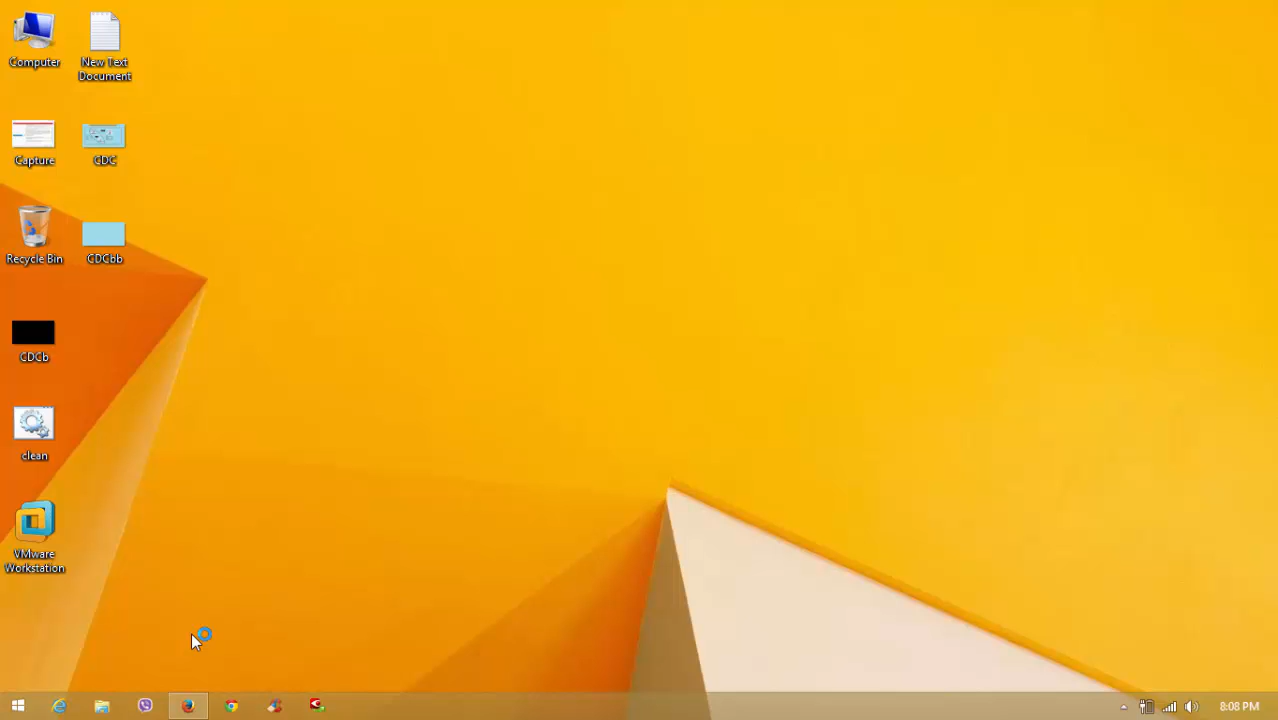 Computer
New Text
Document
Capture
CDC
Recycle Bin
CDCbb
CDCb
clean
VMware
Workstation
8:08 PM